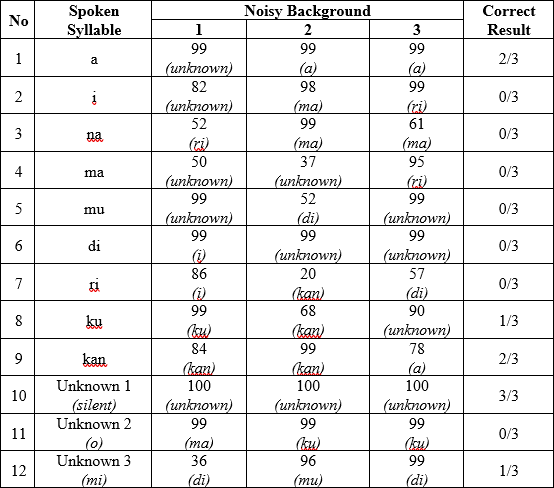 No Spoken Syllable Noisy Background Correct Result
1 2 3
1 a 99 (unknown) 99 (a) 99 (a) 2/3
2 i 82 (unknown) 98 (ma) 99 (ri) 0/3
3 na 52 (ri) 99 (ma) 61 (ma) 0/3
4 ma 50 (unknown) 37 (unknown) 95 (ri) 0/3
5 mu 99 (unknown) 52 (di) 99 (unknown) 0/3
6 di 99 (i) 99 (unknown) 99 (unknown) 0/3
7 ri 86 (i) 20 (kan) 57 (di) 0/3
8 ku 99 (ku) 68 (kan) 90 (unknown) 1/3
9 kan 84 (kan) 99 (kan) 78 (a) 2/3
10 Unknown 1 (silent) 100 (unknown) 100 (unknown) 100 (unknown) 3/3
11 Unknown 2 (o) 99 (ma) 99 (ku) 99 (ku) 0/3
12 Unknown 3 (mi) 36 (di) 96 (mu) 99 (di) 1/3